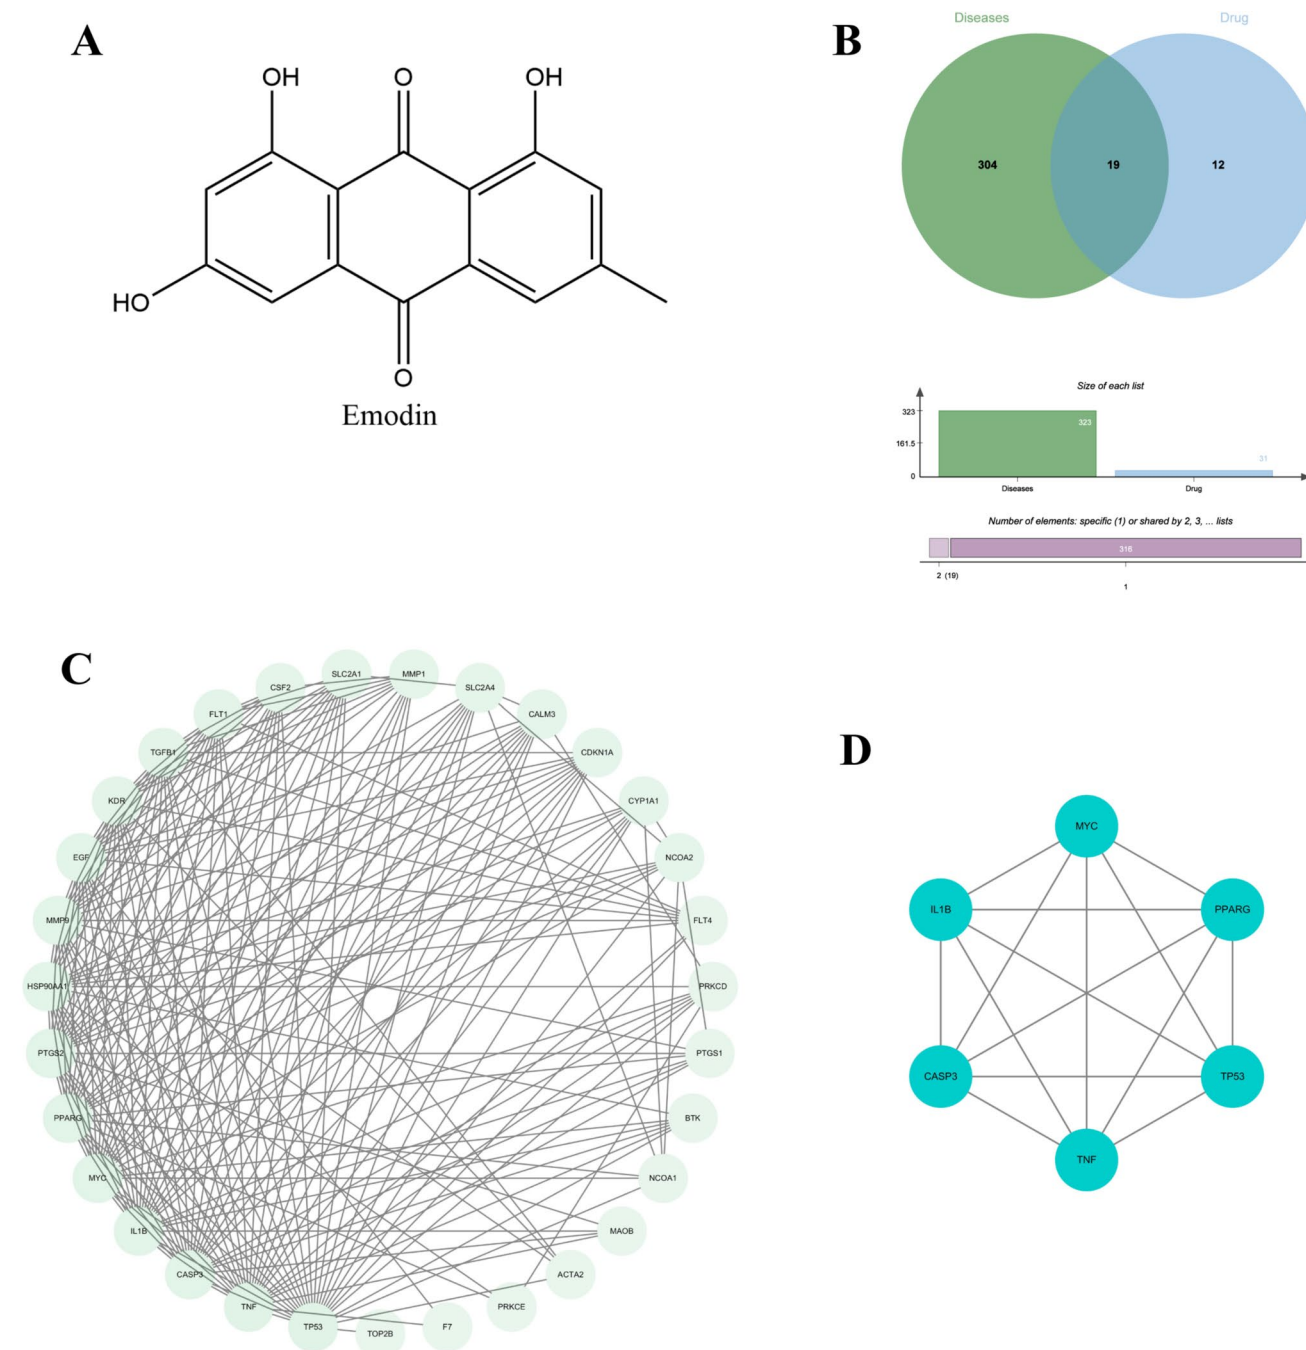 A
OH
O
OH
HO
O
Emodin
B
Diseases
Drug
304
19
12
Size of each list
323
161.5
0
323
31
Diseases
Drug
Number of elements: specific (1) or shared by 2, 3, ... lists
316
2 (19)
1
C
SLC2A1
MMP1
CSF2
SLC2A4
FLT1
CALM3
TGFB1
CDKN1A
KDR
CYP1A1
EGF
NCOA2
MMP9
FLT4
HSP90AA1
PRKCD
PTGS2
PTGS1
PPARG
BTK
MYC
NCOA1
IL1B
MAOB
CASP3
ACTA2
TNF
PRKCE
TP53
TOP2B
F7
D
MYC
IL1B
PPARG
CASP3
TP53
TNF